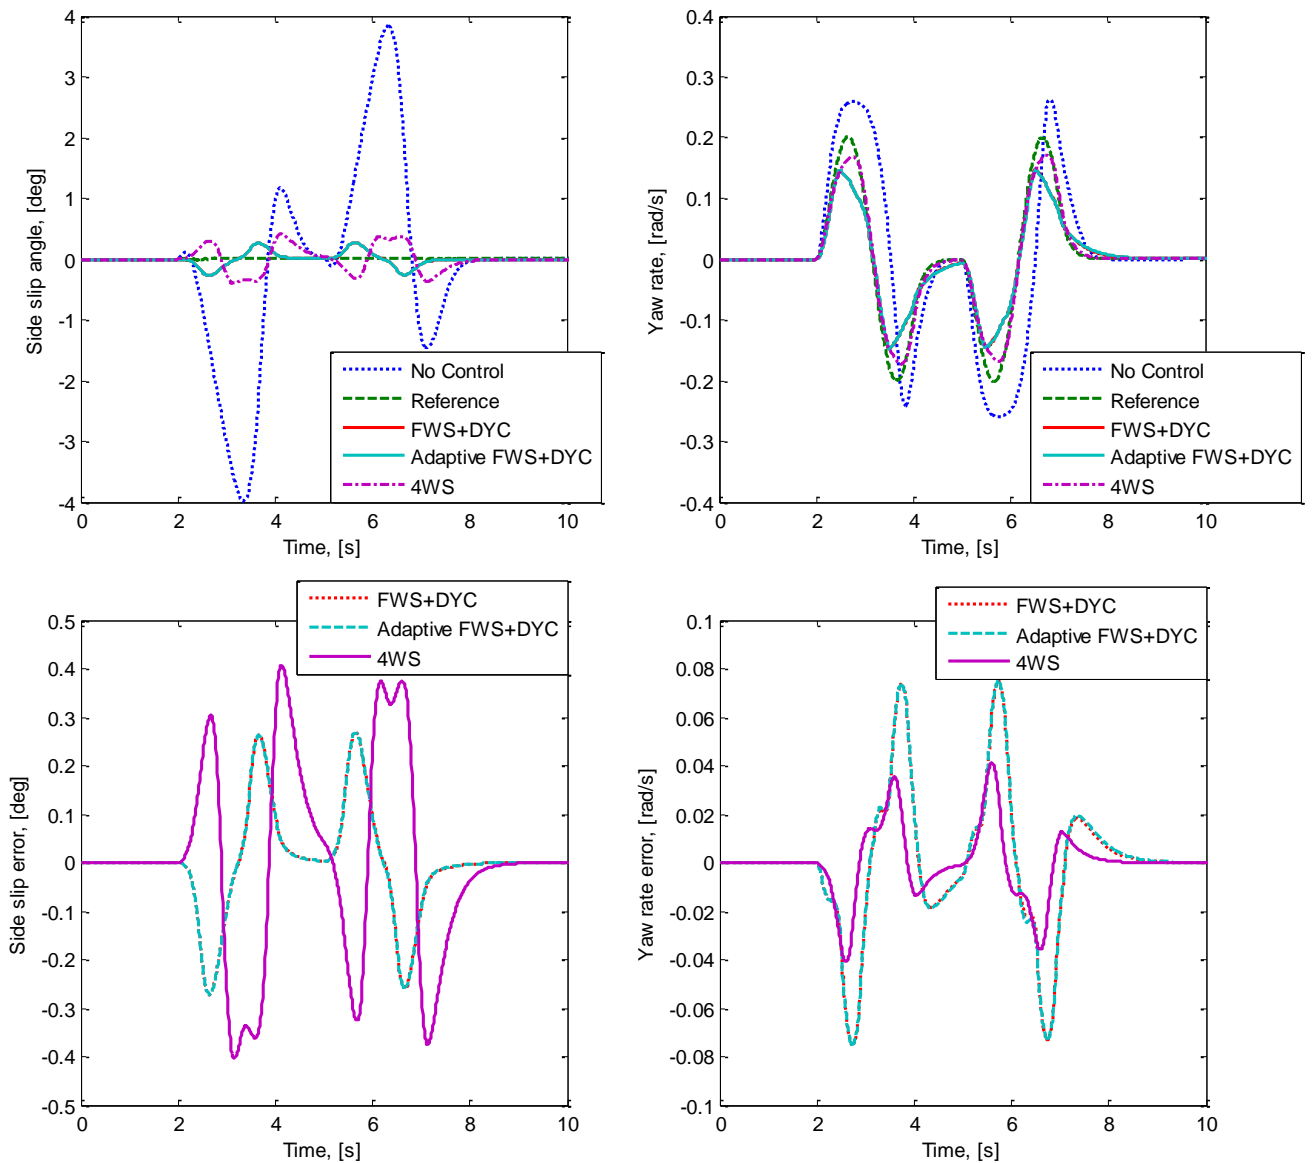 4
3
2
1
0
-1
-2
-3
-4
Side slip angle, [deg]
0 2 4 6 8 10
Time, [s]
No Control
Reference
FWS+DYC
Adaptive FWS+DYC
4WS
0.4
0.3
0.2
0.1
0
-0.1
-0.2
-0.3
-0.4
Yaw rate, [rad/s]
0 2 4 6 8 10
Time, [s]
No Control
Reference
FWS+DYC
Adaptive FWS+DYC
4WS
0.5
0.4
0.3
0.2
0.1
0
-0.1
-0.2
-0.3
-0.4
-0.5
Side slip error, [deg]
0 2 4 6 8 10
Time, [s]
FWS+DYC
Adaptive FWS+DYC
4WS
0.1
0.08
0.06
0.04
0.02
0
-0.02
-0.04
-0.06
-0.08
-0.1
Yaw rate error, [rad/s]
0 2 4 6 8 10
Time, [s]
FWS+DYC
Adaptive FWS+DYC
4WS